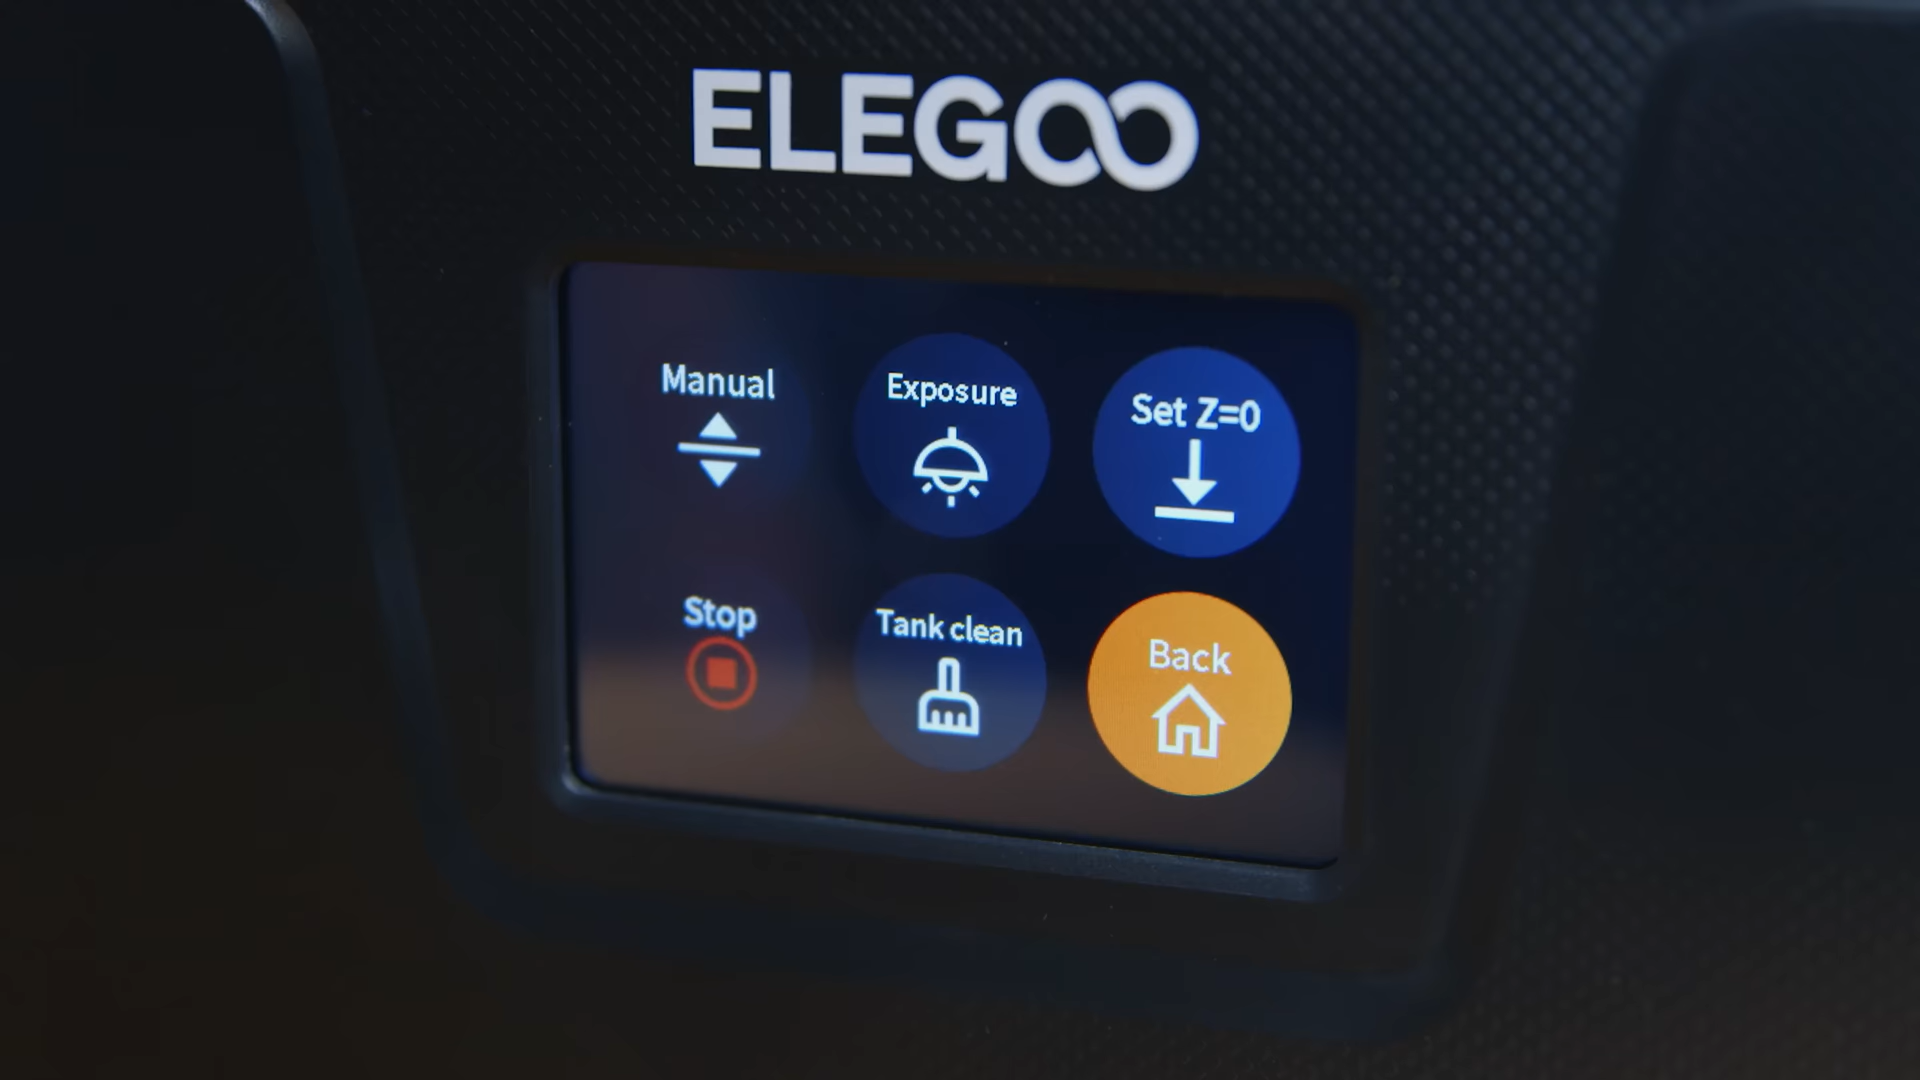 ELEGOO
Manual
Exposure
Set Z=0
Stop
Tank clean
Back